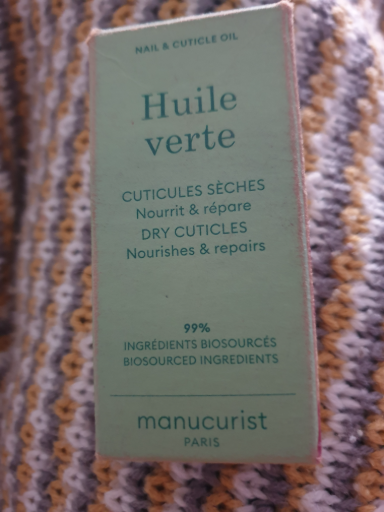 NAIL & CUTICLE OIL
Huile
verte
CUTICULES SÈCHES
Nourrit & répare
DRY CUTICLES
Nourishes & repairs
99%
INGRÉDIENTS BIOSOURCÉS
BIOSOURCED INGREDIENTS
manucurist
PARIS